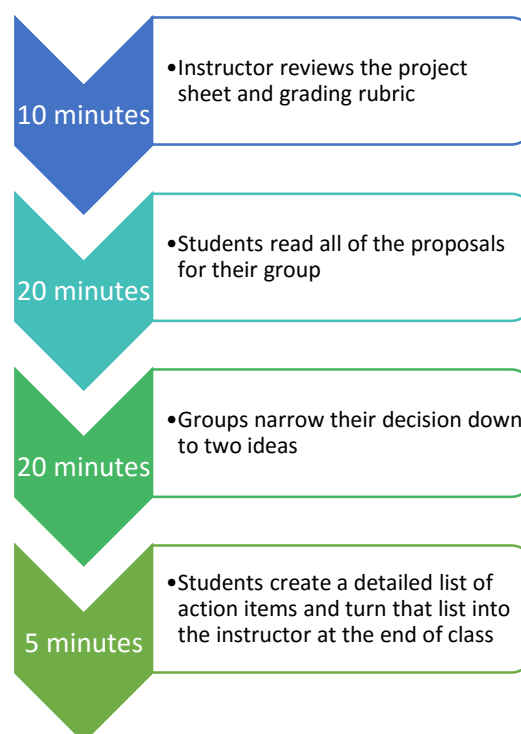 10 minutes
•Instructor reviews the project
sheet and grading rubric
20 minutes
•Students read all of the proposals
for their group
20 minutes
•Groups narrow their decision down
to two ideas
5 minutes
•Students create a detailed list of
action items and turn that list into
the instructor at the end of class